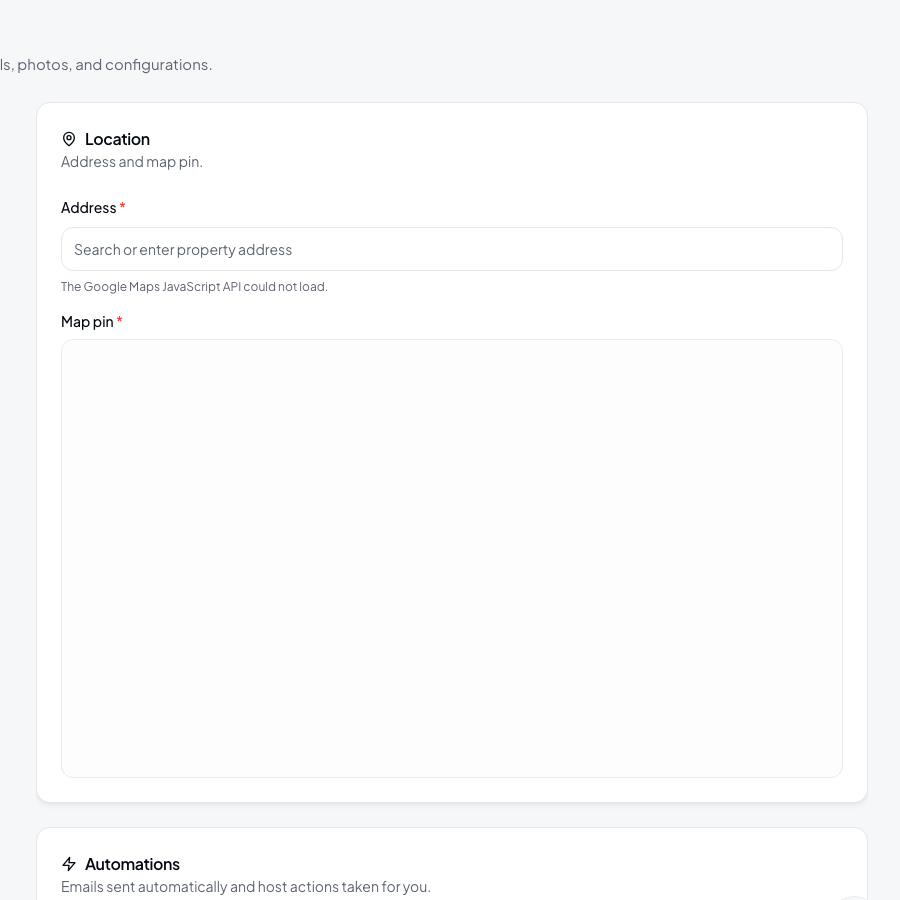 ls, photos, and configurations.
Location
Address and map pin.
Address *
Search or enter property address
The Google Maps JavaScript API could not load.
Map pin *
Automations
Emails sent automatically and host actions taken for you.